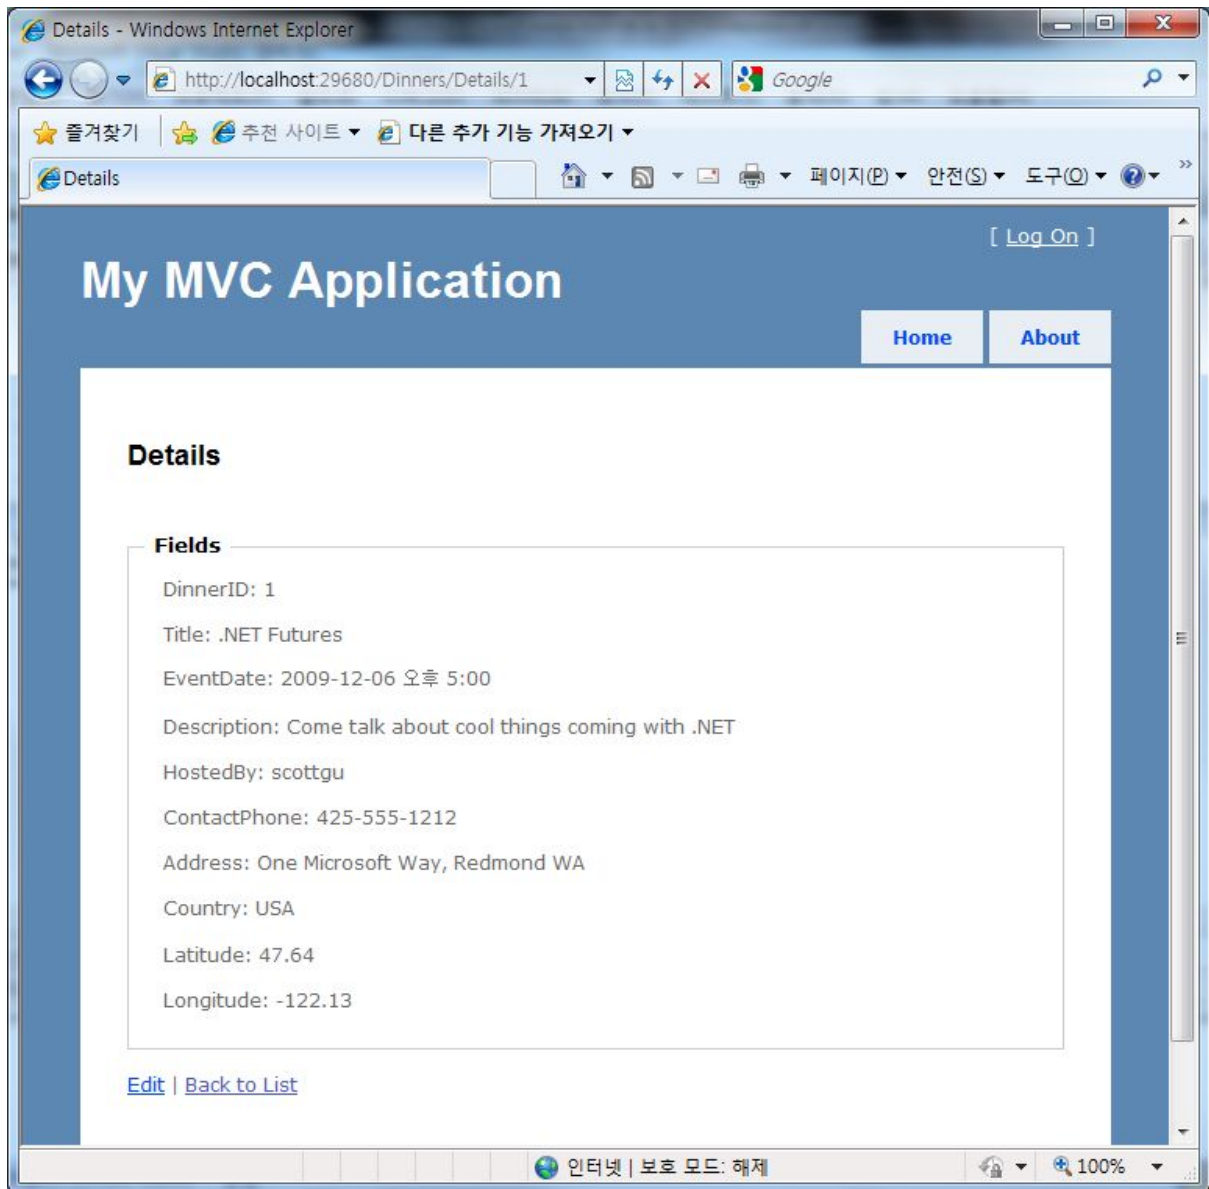 Details - Windows Internet Explorer
http://localhost:29680/Dinners/Details/1
Google
즐겨찾기
추천 사이트
다른 추가 기능 가져오기
Details
페이지(P)
안전(S)
도구(O)
[ Log On ]
My MVC Application
Home
About
Details
Fields
DinnerID: 1
Title: .NET Futures
EventDate: 2009-12-06 오후 5:00
Description: Come talk about cool things coming with .NET
HostedBy: scottgu
ContactPhone: 425-555-1212
Address: One Microsoft Way, Redmond WA
Country: USA
Latitude: 47.64
Longitude: -122.13
Edit | Back to List
인터넷 | 보호 모드: 해제
100%